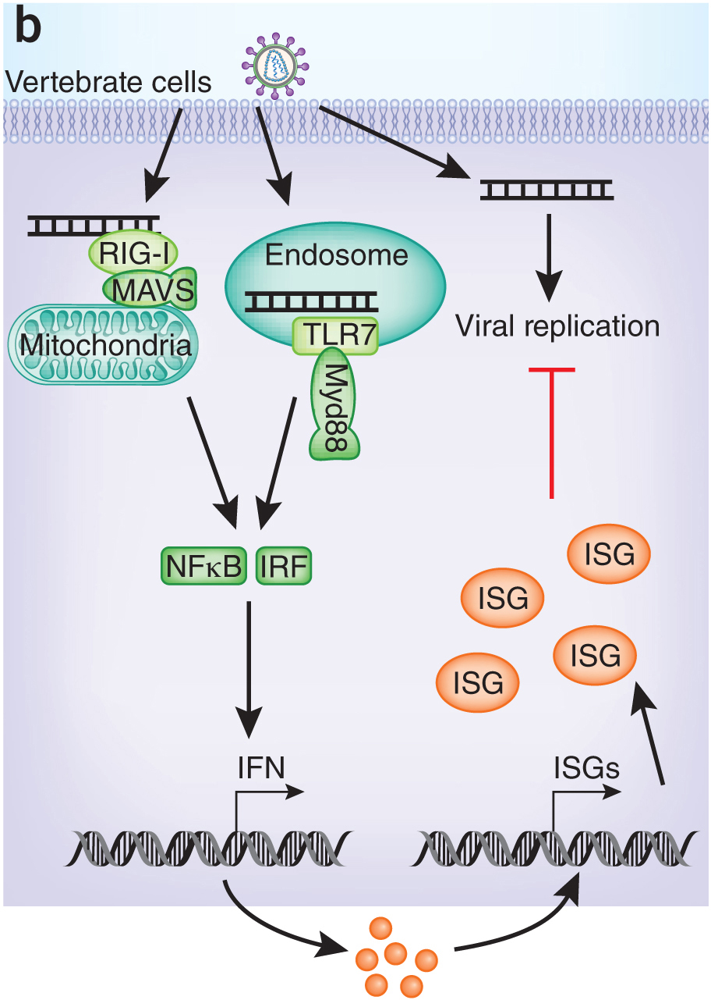 b
Vertebrate cells
RIG-I
MAVS
Mitochondria
Endosome
TLR7
Myd88
Viral replication
NFκB
IRF
ISG
ISG
ISG
ISG
IFN
ISGs